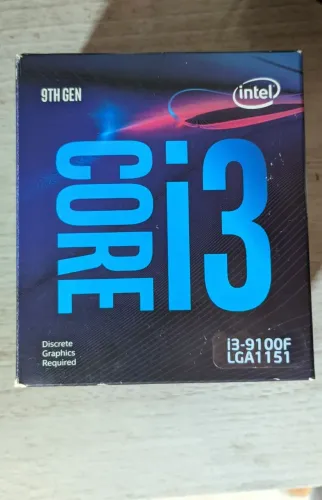 9TH GEN
intel
CORE i3
Discrete
Graphics
Required
i3-9100F
LGA1151